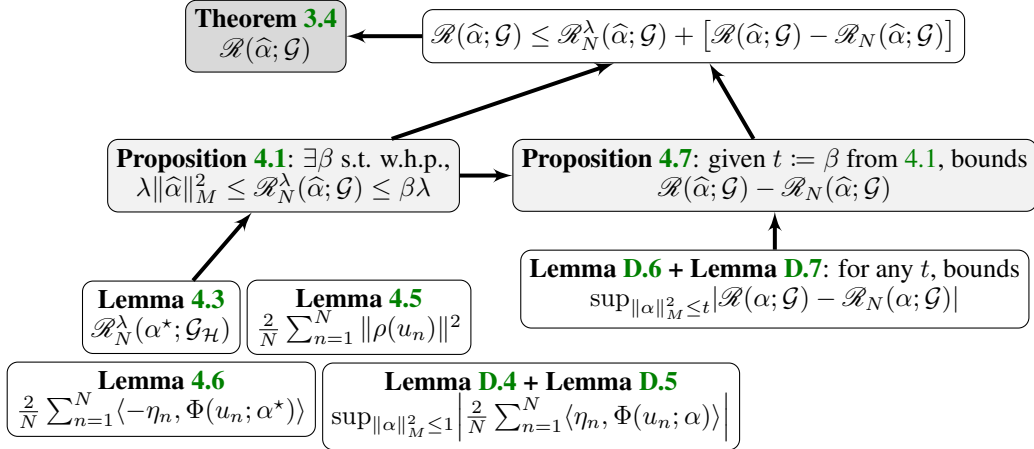 Theorem 3.4
ℛ(α̂; 𝒢)
ℛ(α̂; 𝒢) ≤ ℛ_N^λ(α̂; 𝒢) + [ℛ(α̂; 𝒢) − ℛ_N(α̂; 𝒢)]
Proposition 4.1: ∃β s.t. w.h.p.,
λ‖α̂‖²_M ≤ ℛ_N^λ(α̂; 𝒢) ≤ βλ
Proposition 4.7: given t ≔ β from 4.1, bounds
ℛ(α̂; 𝒢) − ℛ_N(α̂; 𝒢)
Lemma D.6 + Lemma D.7: for any t, bounds
sup_{‖α‖²_M ≤ t} |ℛ(α; 𝒢) − ℛ_N(α; 𝒢)|
Lemma 4.3
ℛ_N^λ(α⋆; 𝒢_ℋ)
Lemma 4.5
2/N ∑_{n=1}^N ‖ρ(u_n)‖²
Lemma 4.6
2/N ∑_{n=1}^N ⟨−η_n, Φ(u_n; α⋆)⟩
Lemma D.4 + Lemma D.5
sup_{‖α‖²_M ≤ 1} |2/N ∑_{n=1}^N ⟨η_n, Φ(u_n; α)⟩|